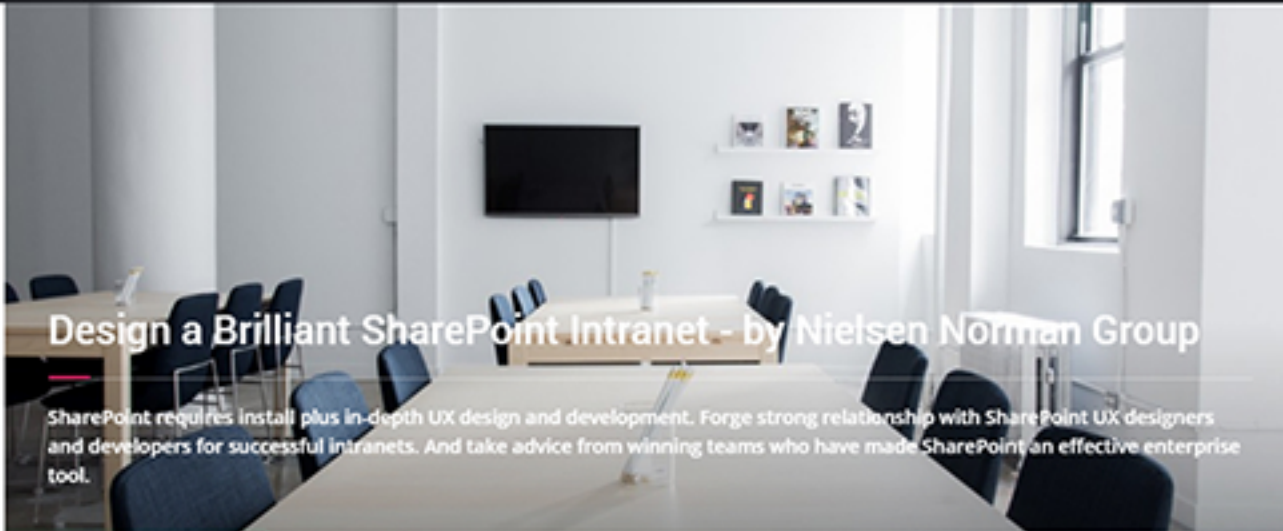 Design a Brilliant SharePoint Intranet - by Nielsen Norman Group
SharePoint requires install plus in-depth UX design and development. Forge strong relationship with SharePoint UX designers
and developers for successful intranets. And take advice from winning teams who have made SharePoint an effective enterprise
tool.